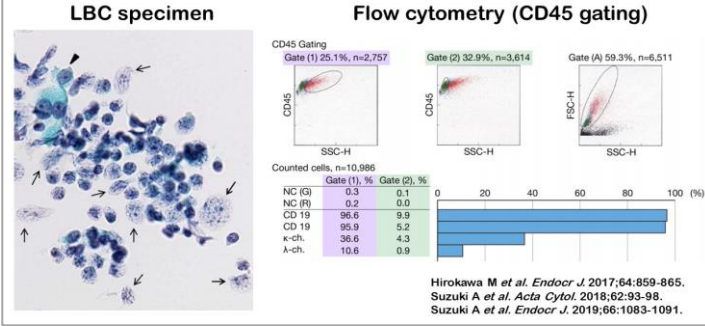 LBC specimen
Flow cytometry (CD45 gating)
CD45 Gating
Gate (1) 25.1%, n=2,757
Gate (2) 32.9%, n=3,614
Gate (A) 59.3%, n=6,511
CD45
CD45
FSC-H
SSC-H
SSC-H
SSC-H
Counted cells, n=10,986
Gate (1), % Gate (2), %
NC (G) 0.3 0.1
NC (R) 0.2 0.0
CD 19 96.6 9.9
CD 19 95.9 5.2
κ-ch. 36.6 4.3
λ-ch. 10.6 0.9
0 20 40 60 80 100 (%)
Hirokawa M et al. Endocr J. 2017;64:859-865.
Suzuki A et al. Acta Cytol. 2018;62:93-98.
Suzuki A et al. Endocr J. 2019;66:1083-1091.